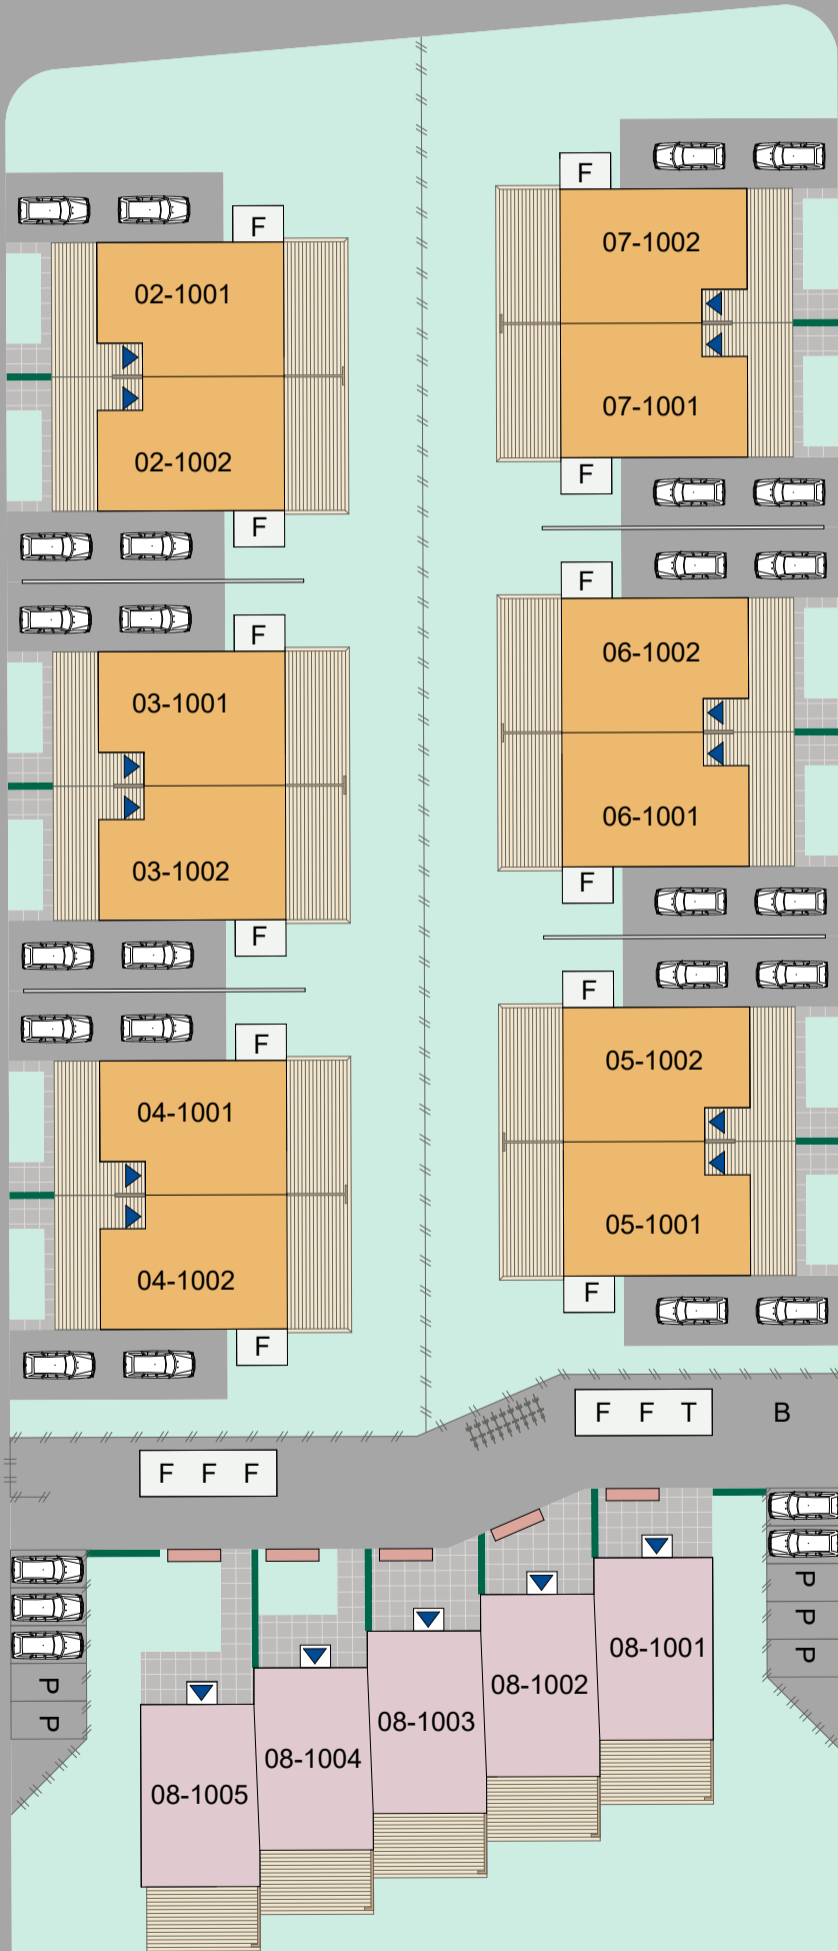 F
07-1002
F
02-1001
07-1001
02-1002
F
F
F
06-1002
F
03-1001
06-1001
03-1002
F
F
F
05-1002
F
04-1001
05-1001
04-1002
F
F
F F T
B
F F F
P
P
P
08-1001
P
08-1002
P
08-1003
08-1004
08-1005